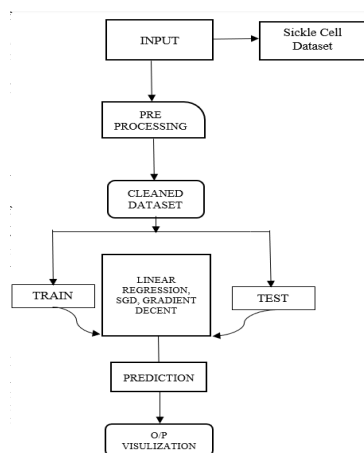 INPUT
Sickle Cell
Dataset
PRE
PROCESSING
CLEANED
DATASET
TRAIN
LINEAR
REGRESSION,
SGD, GRADIENT
DECENT
TEST
PREDICTION
O/P
VISULIZATION